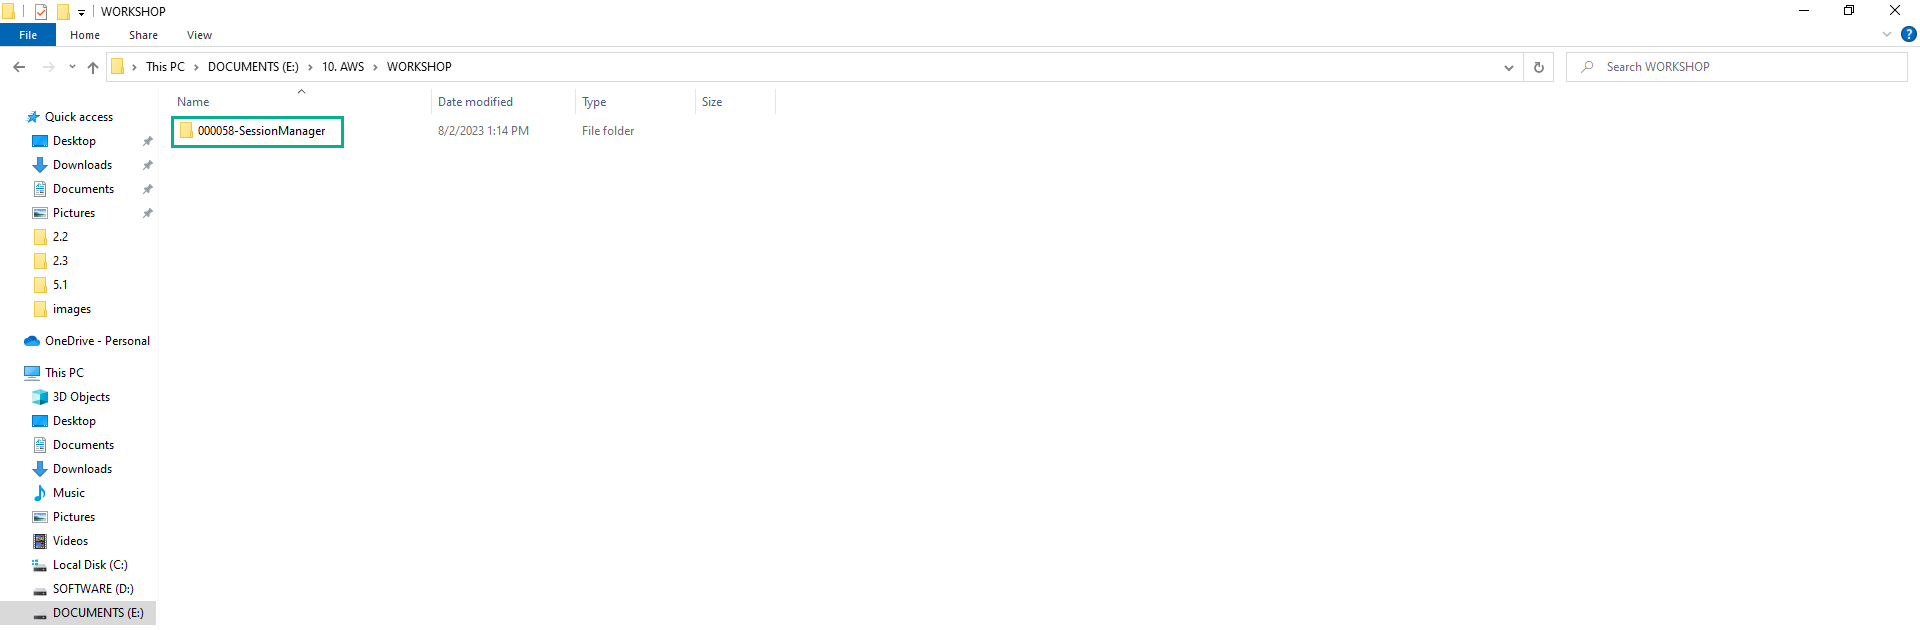 WORKSHOP
File Home Share View ?
This PC DOCUMENTS (E:) 10. AWS WORKSHOP
Search WORKSHOP
Name Date modified Type Size
000058-SessionManager 8/2/2023 1:14 PM File folder
Quick access
Desktop
Downloads
Documents
Pictures
2.2
2.3
5.1
images
OneDrive - Personal
This PC
3D Objects
Desktop
Documents
Downloads
Music
Pictures
Videos
Local Disk (C:)
SOFTWARE (D:)
DOCUMENTS (E:)